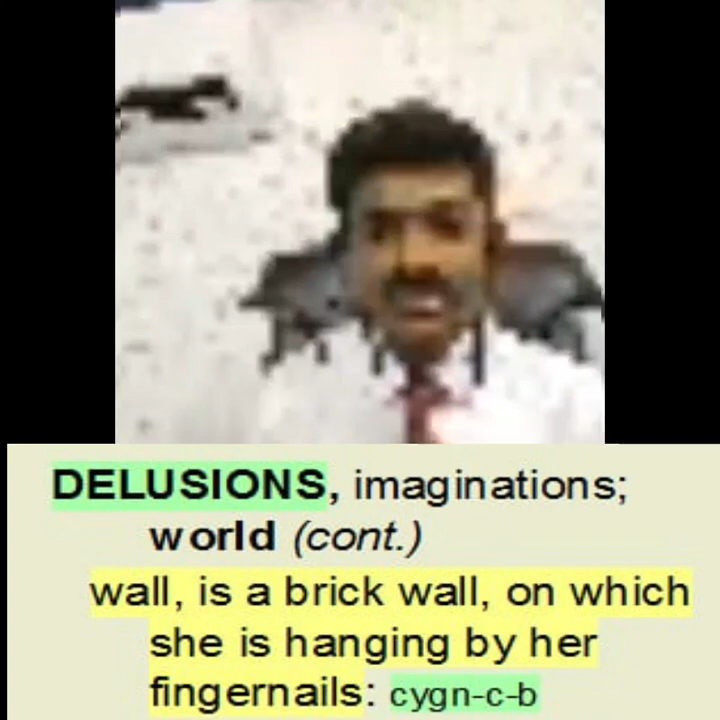 DELUSIONS, imaginations;
world (cont.)
wall, is a brick wall, on which
she is hanging by her
fingernails: cygn-c-b